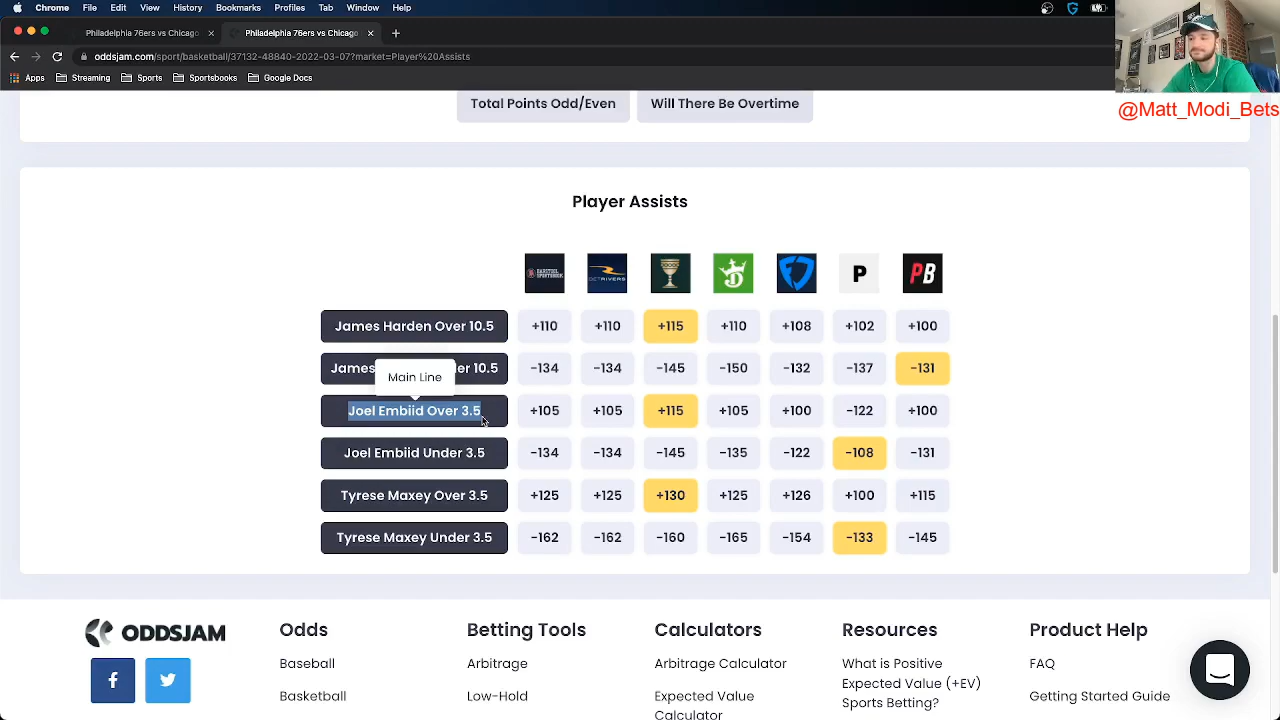 Chrome File Edit View History Bookmarks Profiles Tab Window Help
Philadelphia 76ers vs Chicago Philadelphia 76ers vs Chicago
oddsjam.com/sport/basketball/37132-48840-2022-03-07?market=Player%20Assists
Apps Streaming Sports Sportsbooks Google Docs
@Matt_Modi_Bets
Total Points Odd/Even Will There Be Overtime
Player Assists
BETRIVERS P PB
James Harden Over 10.5 +110 +110 +115 +110 +108 +102 +100
James er 10.5 -134 -134 -145 -150 -132 -137 -131
Main Line
Joel Embiid Over 3.5 +105 +105 +115 +105 +100 -122 +100
Joel Embiid Under 3.5 -134 -134 -145 -135 -122 -108 -131
Tyrese Maxey Over 3.5 +125 +125 +130 +125 +126 +100 +115
Tyrese Maxey Under 3.5 -162 -162 -160 -165 -154 -133 -145
ODDSJAM
Odds Betting Tools Calculators Resources Product Help
Baseball Arbitrage Arbitrage Calculator What is Positive Expected Value (+EV) Sports Betting? FAQ
Basketball Low-Hold Expected Value Calculator Getting Started Guide